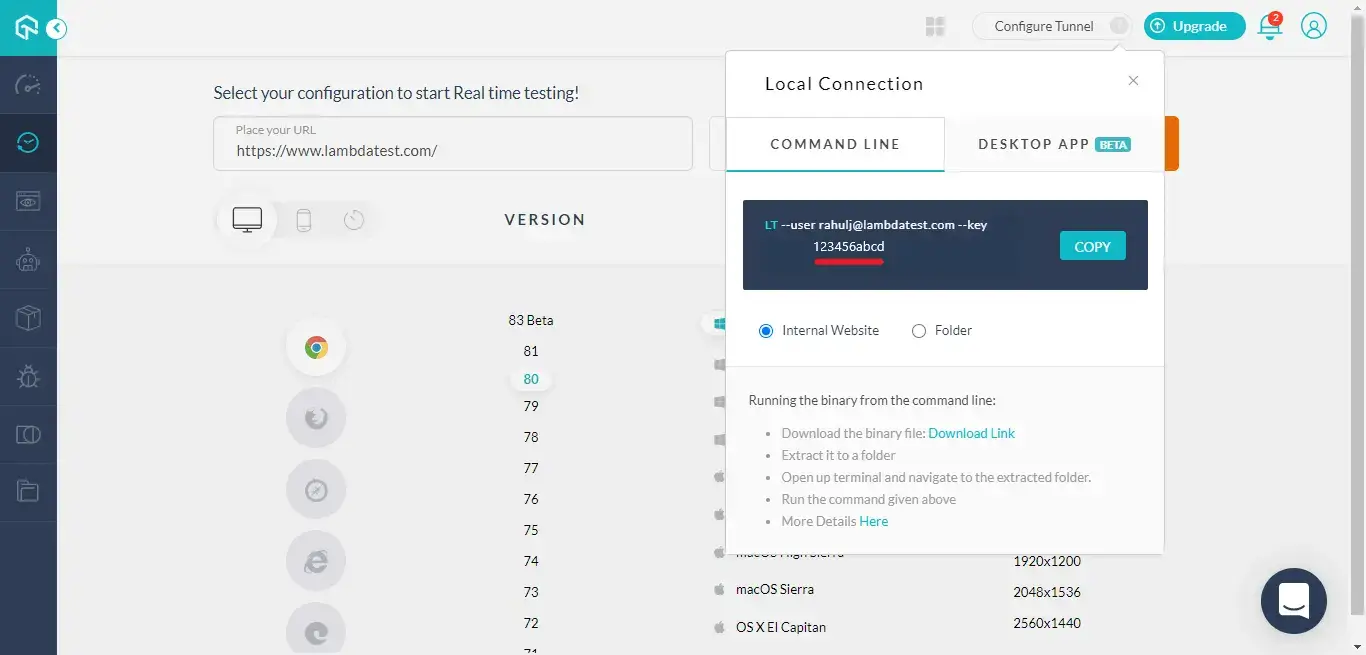 Configure Tunnel
Upgrade
2
Select your configuration to start Real time testing!
Place your URL
https://www.lambdatest.com/
VERSION
83 Beta
81
80
79
78
77
76
75
74
73
72
Local Connection
COMMAND LINE
DESKTOP APP BETA
LT --user rahulj@lambdatest.com --key
123456abcd
COPY
Internal Website
Folder
Running the binary from the command line:
Download the binary file: Download Link
Extract it to a folder
Open up terminal and navigate to the extracted folder.
Run the command given above
More Details Here
macOS High Sierra
macOS Sierra
OS X El Capitan
1920x1200
2048x1536
2560x1440